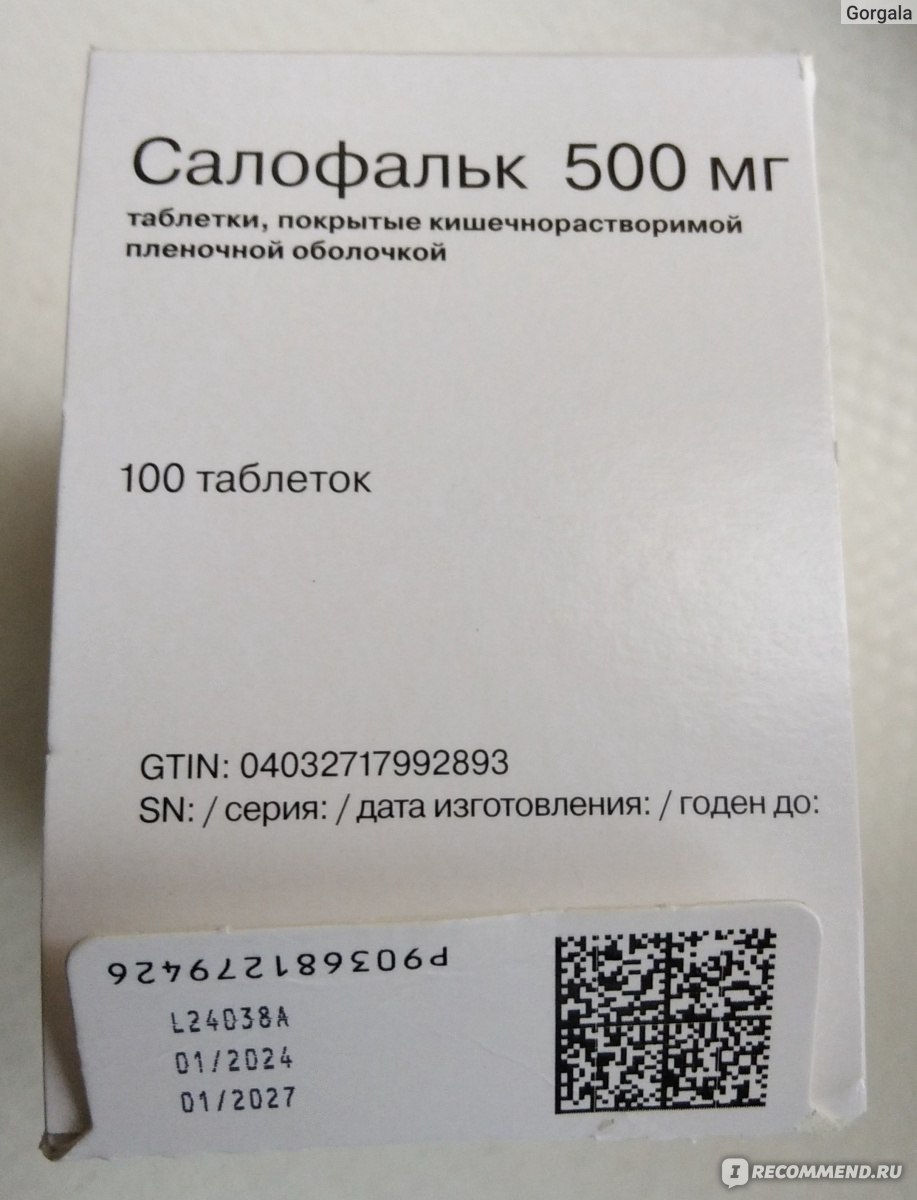 Gorgala
Салофальк 500 мг
таблетки, покрытые кишечнорастворимой
пленочной оболочкой
100 таблеток
GTIN: 04032717992893
SN: / серия: / дата изготовления: / годен до:
P903681279426
L24038A
01/2024
01/2027
IRECOMMEND.RU